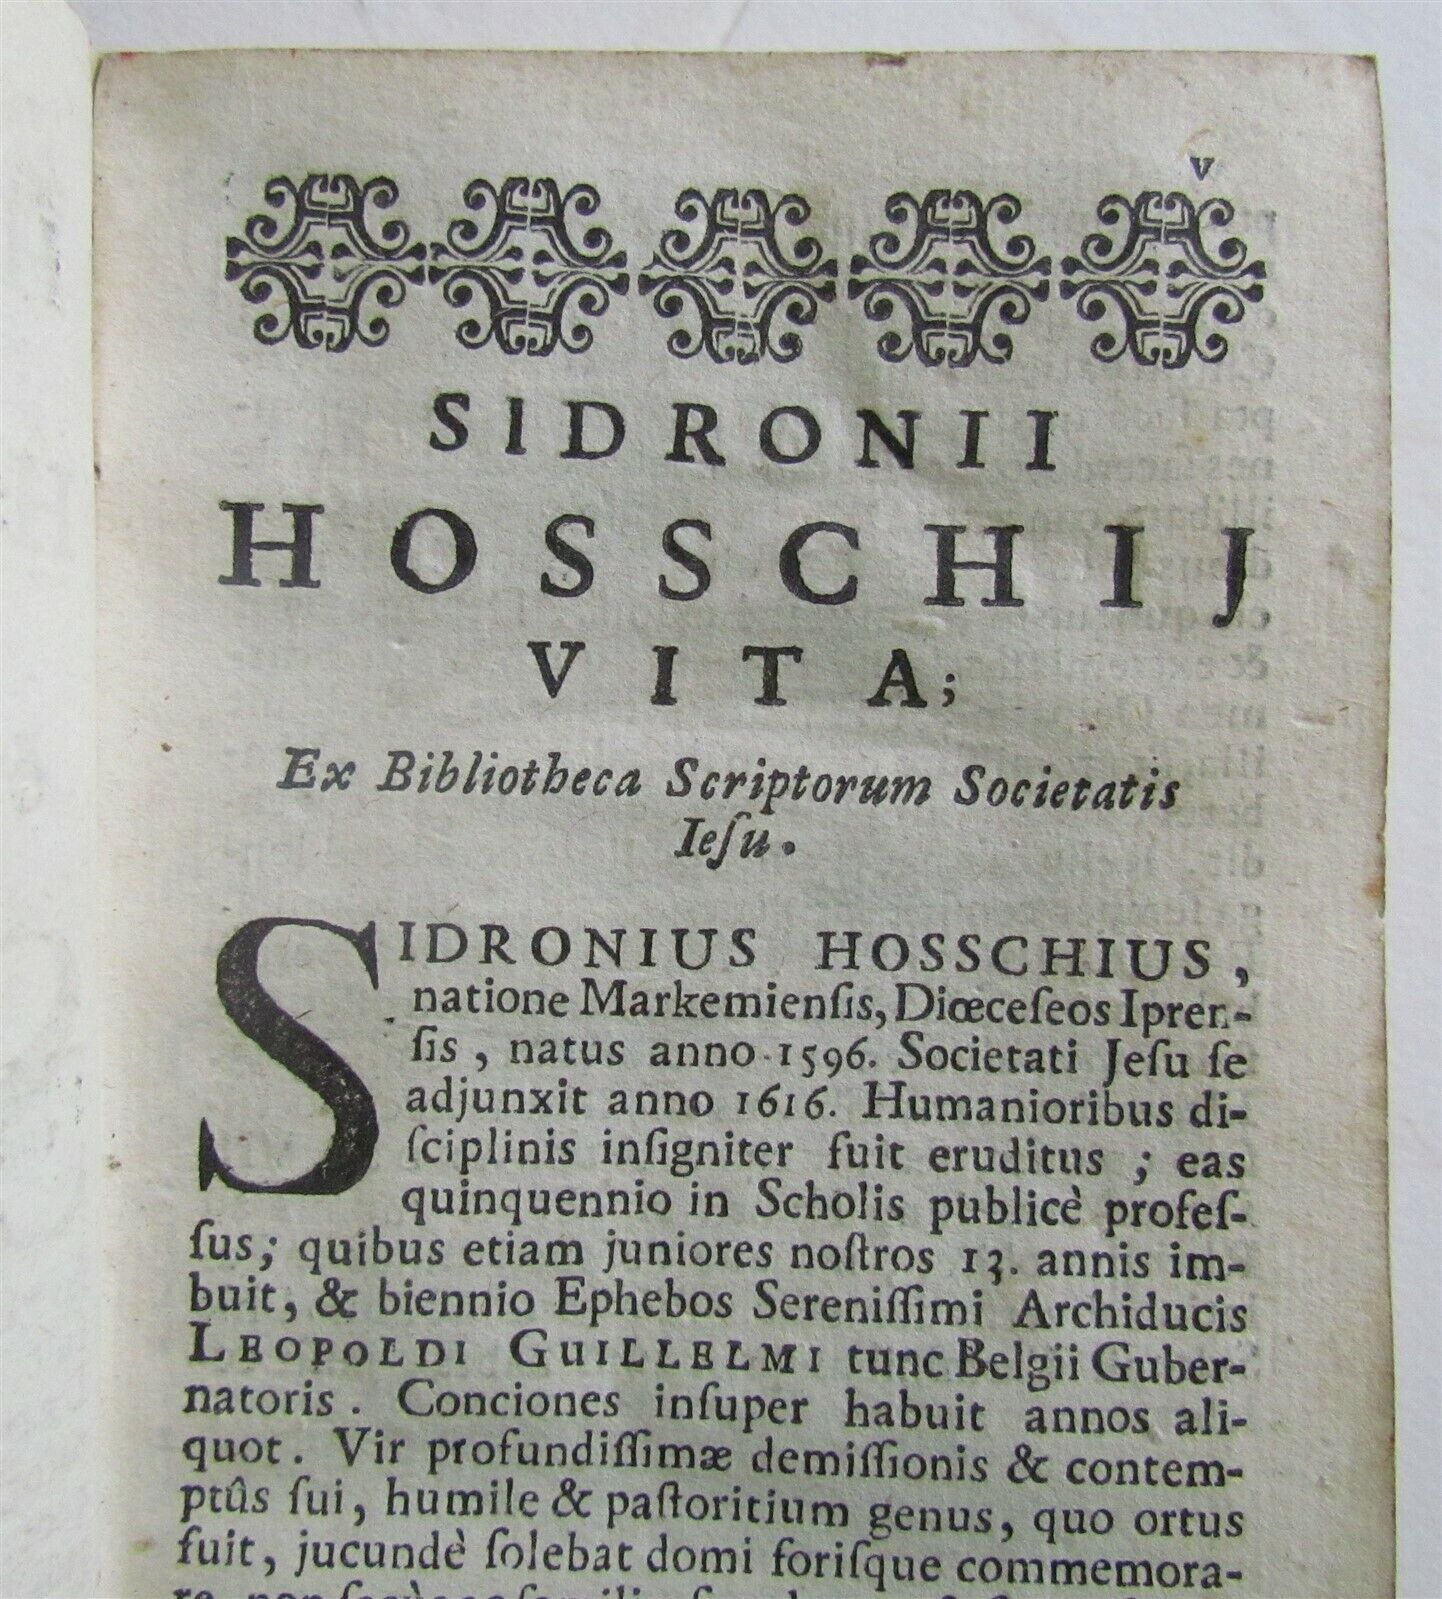 v
SIDRONII
HOSSCHIJ
VITA;
Ex Bibliotheca Scriptorum Societatis
Ieſu.
SIDRONIUS HOSSCHIUS,
natione Markemienſis, Diœceſeos Ipren-
ſis, natus anno 1596. Societati Jeſu ſe
adjunxit anno 1616. Humanioribus di-
ſciplinis inſigniter fuit eruditus; eas
quinquennio in Scholis publicè profeſ-
ſus; quibus etiam juniores noſtros 13. annis im-
buit, & biennio Ephebos Sereniſſimi Archiducis
LEOPOLDI GUILLELMI tunc Belgii Guber-
natoris. Conciones inſuper habuit annos ali-
quot. Vir profundiſſimæ demiſſionis & contem-
ptûs ſui, humile & paſtoritium genus, quo ortus
fuit, jucundè ſolebat domi foriſque commemora-
re, non